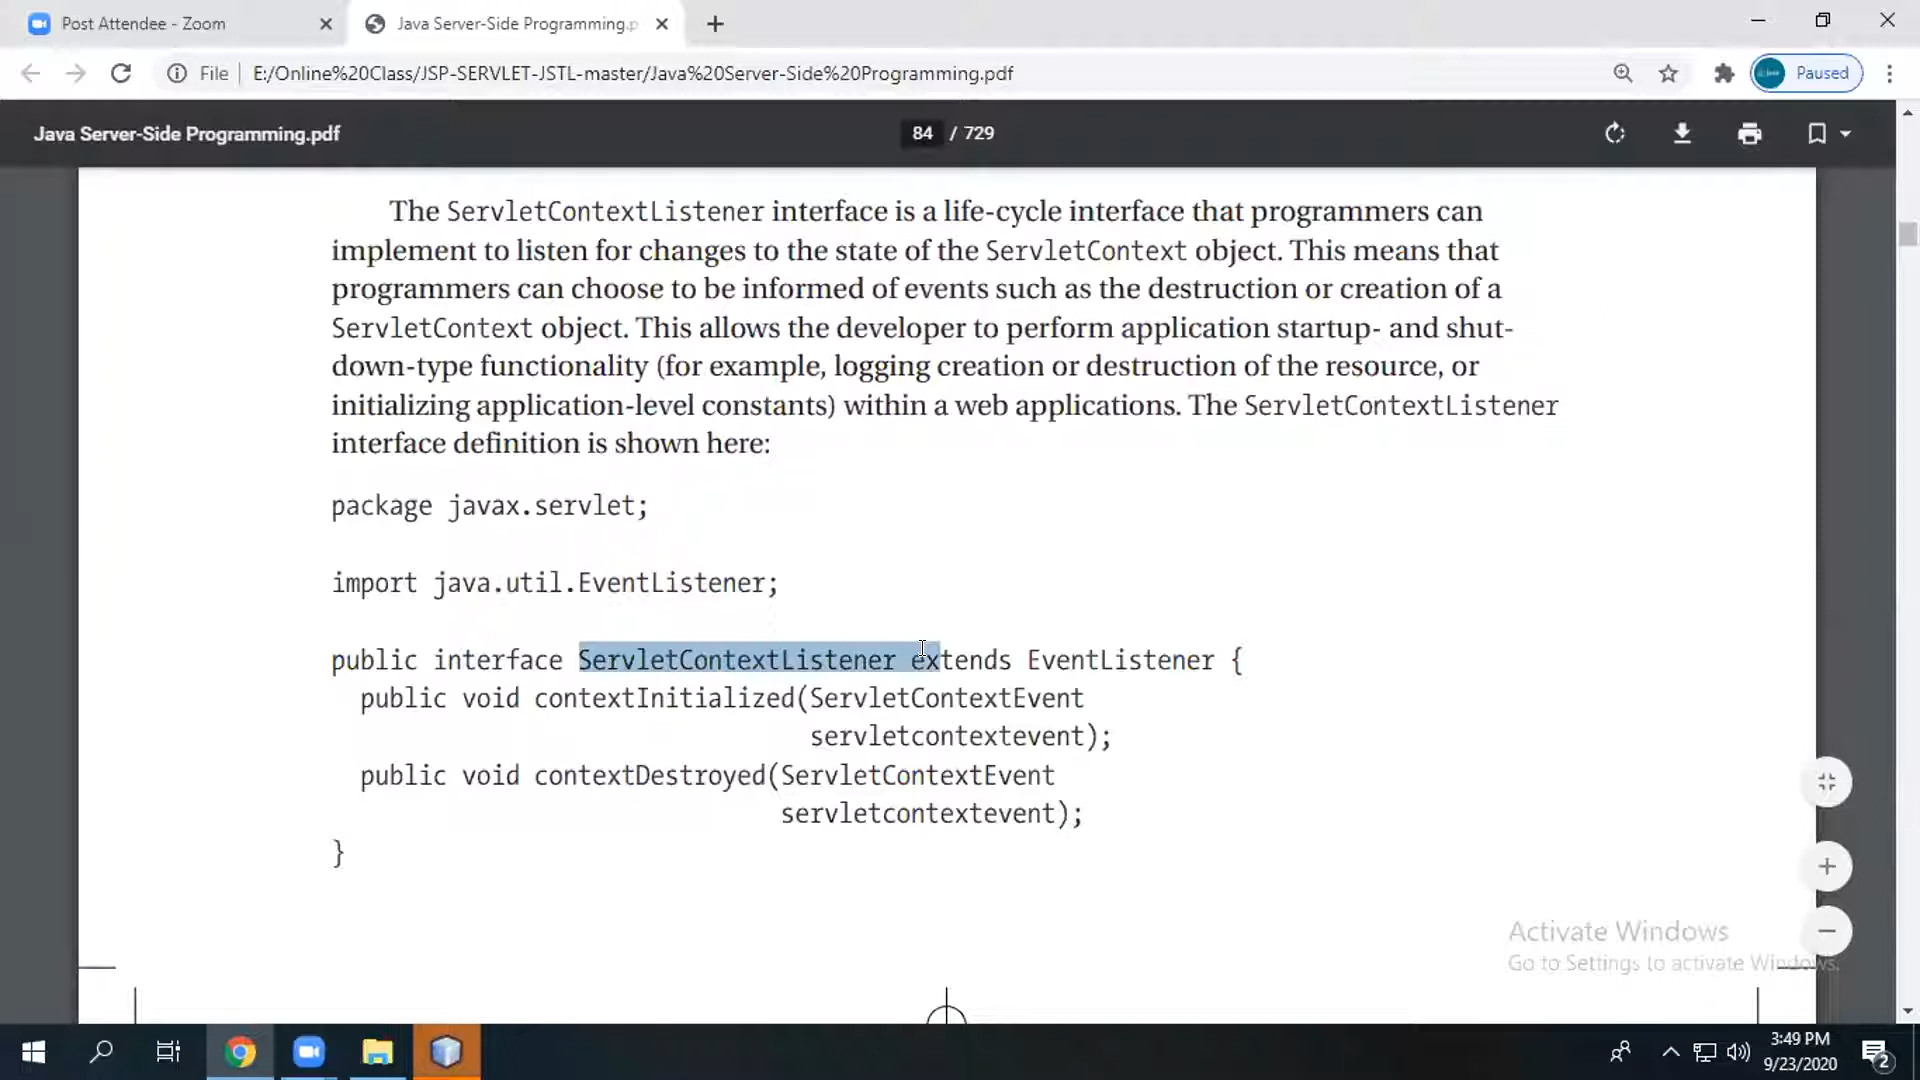 Post Attendee - Zoom
Java Server-Side Programming.p
File
E:/Online%20Class/JSP-SERVLET-JSTL-master/Java%20Server-Side%20Programming.pdf
Paused
Java Server-Side Programming.pdf
84 / 729
The ServletContextListener interface is a life-cycle interface that programmers can
implement to listen for changes to the state of the ServletContext object. This means that
programmers can choose to be informed of events such as the destruction or creation of a
ServletContext object. This allows the developer to perform application startup- and shut-
down-type functionality (for example, logging creation or destruction of the resource, or
initializing application-level constants) within a web applications. The ServletContextListener
interface definition is shown here:
package javax.servlet;
import java.util.EventListener;
public interface ServletContextListener extends EventListener {
public void contextInitialized(ServletContextEvent
servletcontextevent);
public void contextDestroyed(ServletContextEvent
servletcontextevent);
}
Activate Windows
Go to Settings to activate Windows.
3:49 PM
9/23/2020
2